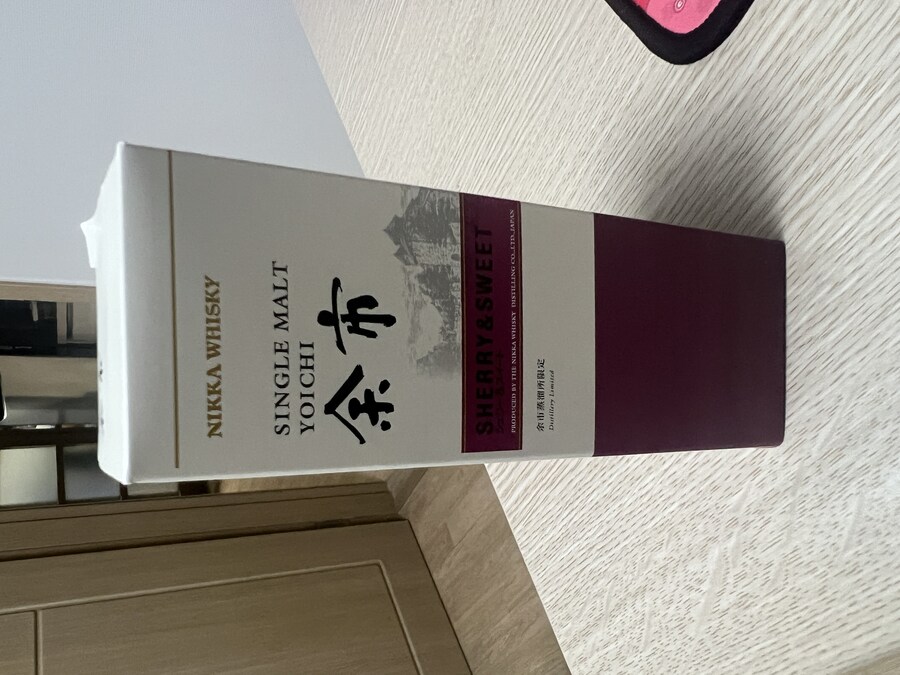 NIKKA WHISKY
SINGLE MALT
YOICHI
余市
SHERRY & SWEET
PRODUCED BY THE NIKKA WHISKY DISTILLING CO., LTD. JAPAN
余市蒸溜所限定
Distillery Limited